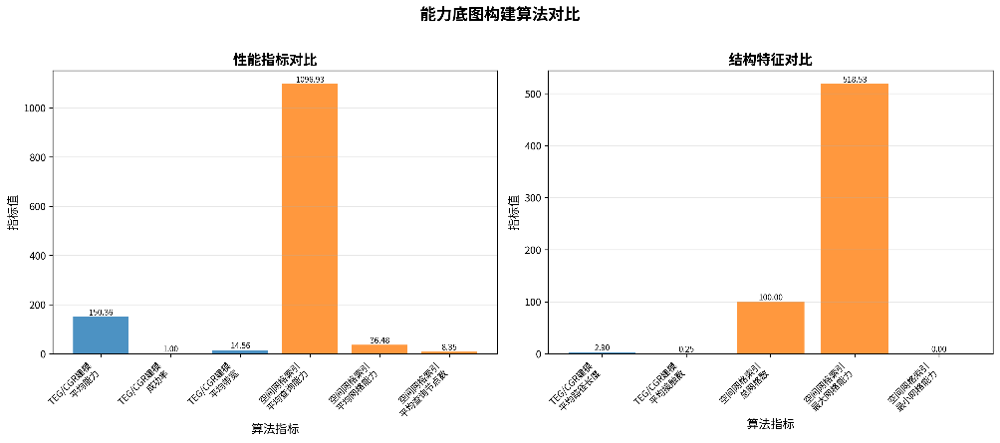 能力底图构建算法对比
性能指标对比
指标值
1000
800
600
400
200
0
150.36
1.00
14.56
1096.93
36.48
8.35
TEG/CGR建模
平均能力
TEG/CGR建模
成功率
TEG/CGR建模
平均带宽
空间网格索引
平均查询能力
空间网格索引
平均网格能力
空间网格索引
平均查询节点数
算法指标
结构特征对比
指标值
500
400
300
200
100
0
2.90
0.25
100.00
518.53
0.00
TEG/CGR建模
平均路径长度
TEG/CGR建模
平均接触数
空间网格索引
总网格数
空间网格索引
最大网格能力
空间网格索引
最小网格能力
算法指标